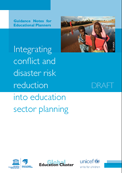 Guidance Notes for
Educational Planners
Integrating
conflict and
disaster risk
reduction
DRAFT
into education
sector planning
Global
Education Cluster
unicef